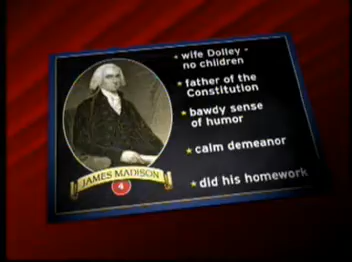 wife Dolley -
no children
father of the
Constitution
bawdy sense
of humor
calm demeanor
did his homework
JAMES MADISON
4